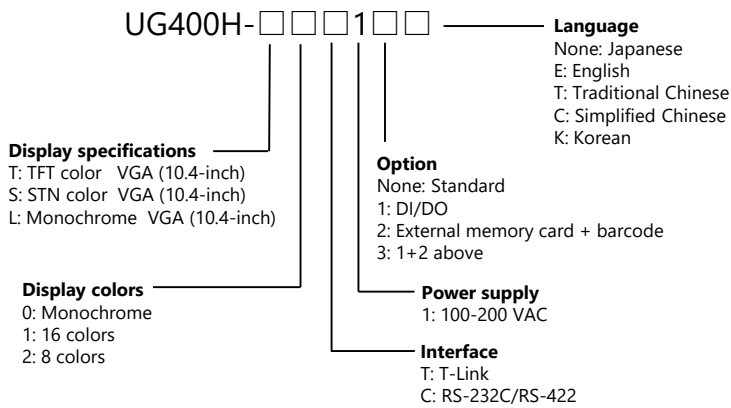 UG400H-□□□1□□
Language
None: Japanese
E: English
T: Traditional Chinese
C: Simplified Chinese
K: Korean
Display specifications
T: TFT color VGA (10.4-inch)
S: STN color VGA (10.4-inch)
L: Monochrome VGA (10.4-inch)
Option
None: Standard
1: DI/DO
2: External memory card + barcode
3: 1+2 above
Display colors
0: Monochrome
1: 16 colors
2: 8 colors
Power supply
1: 100-200 VAC
Interface
T: T-Link
C: RS-232C/RS-422